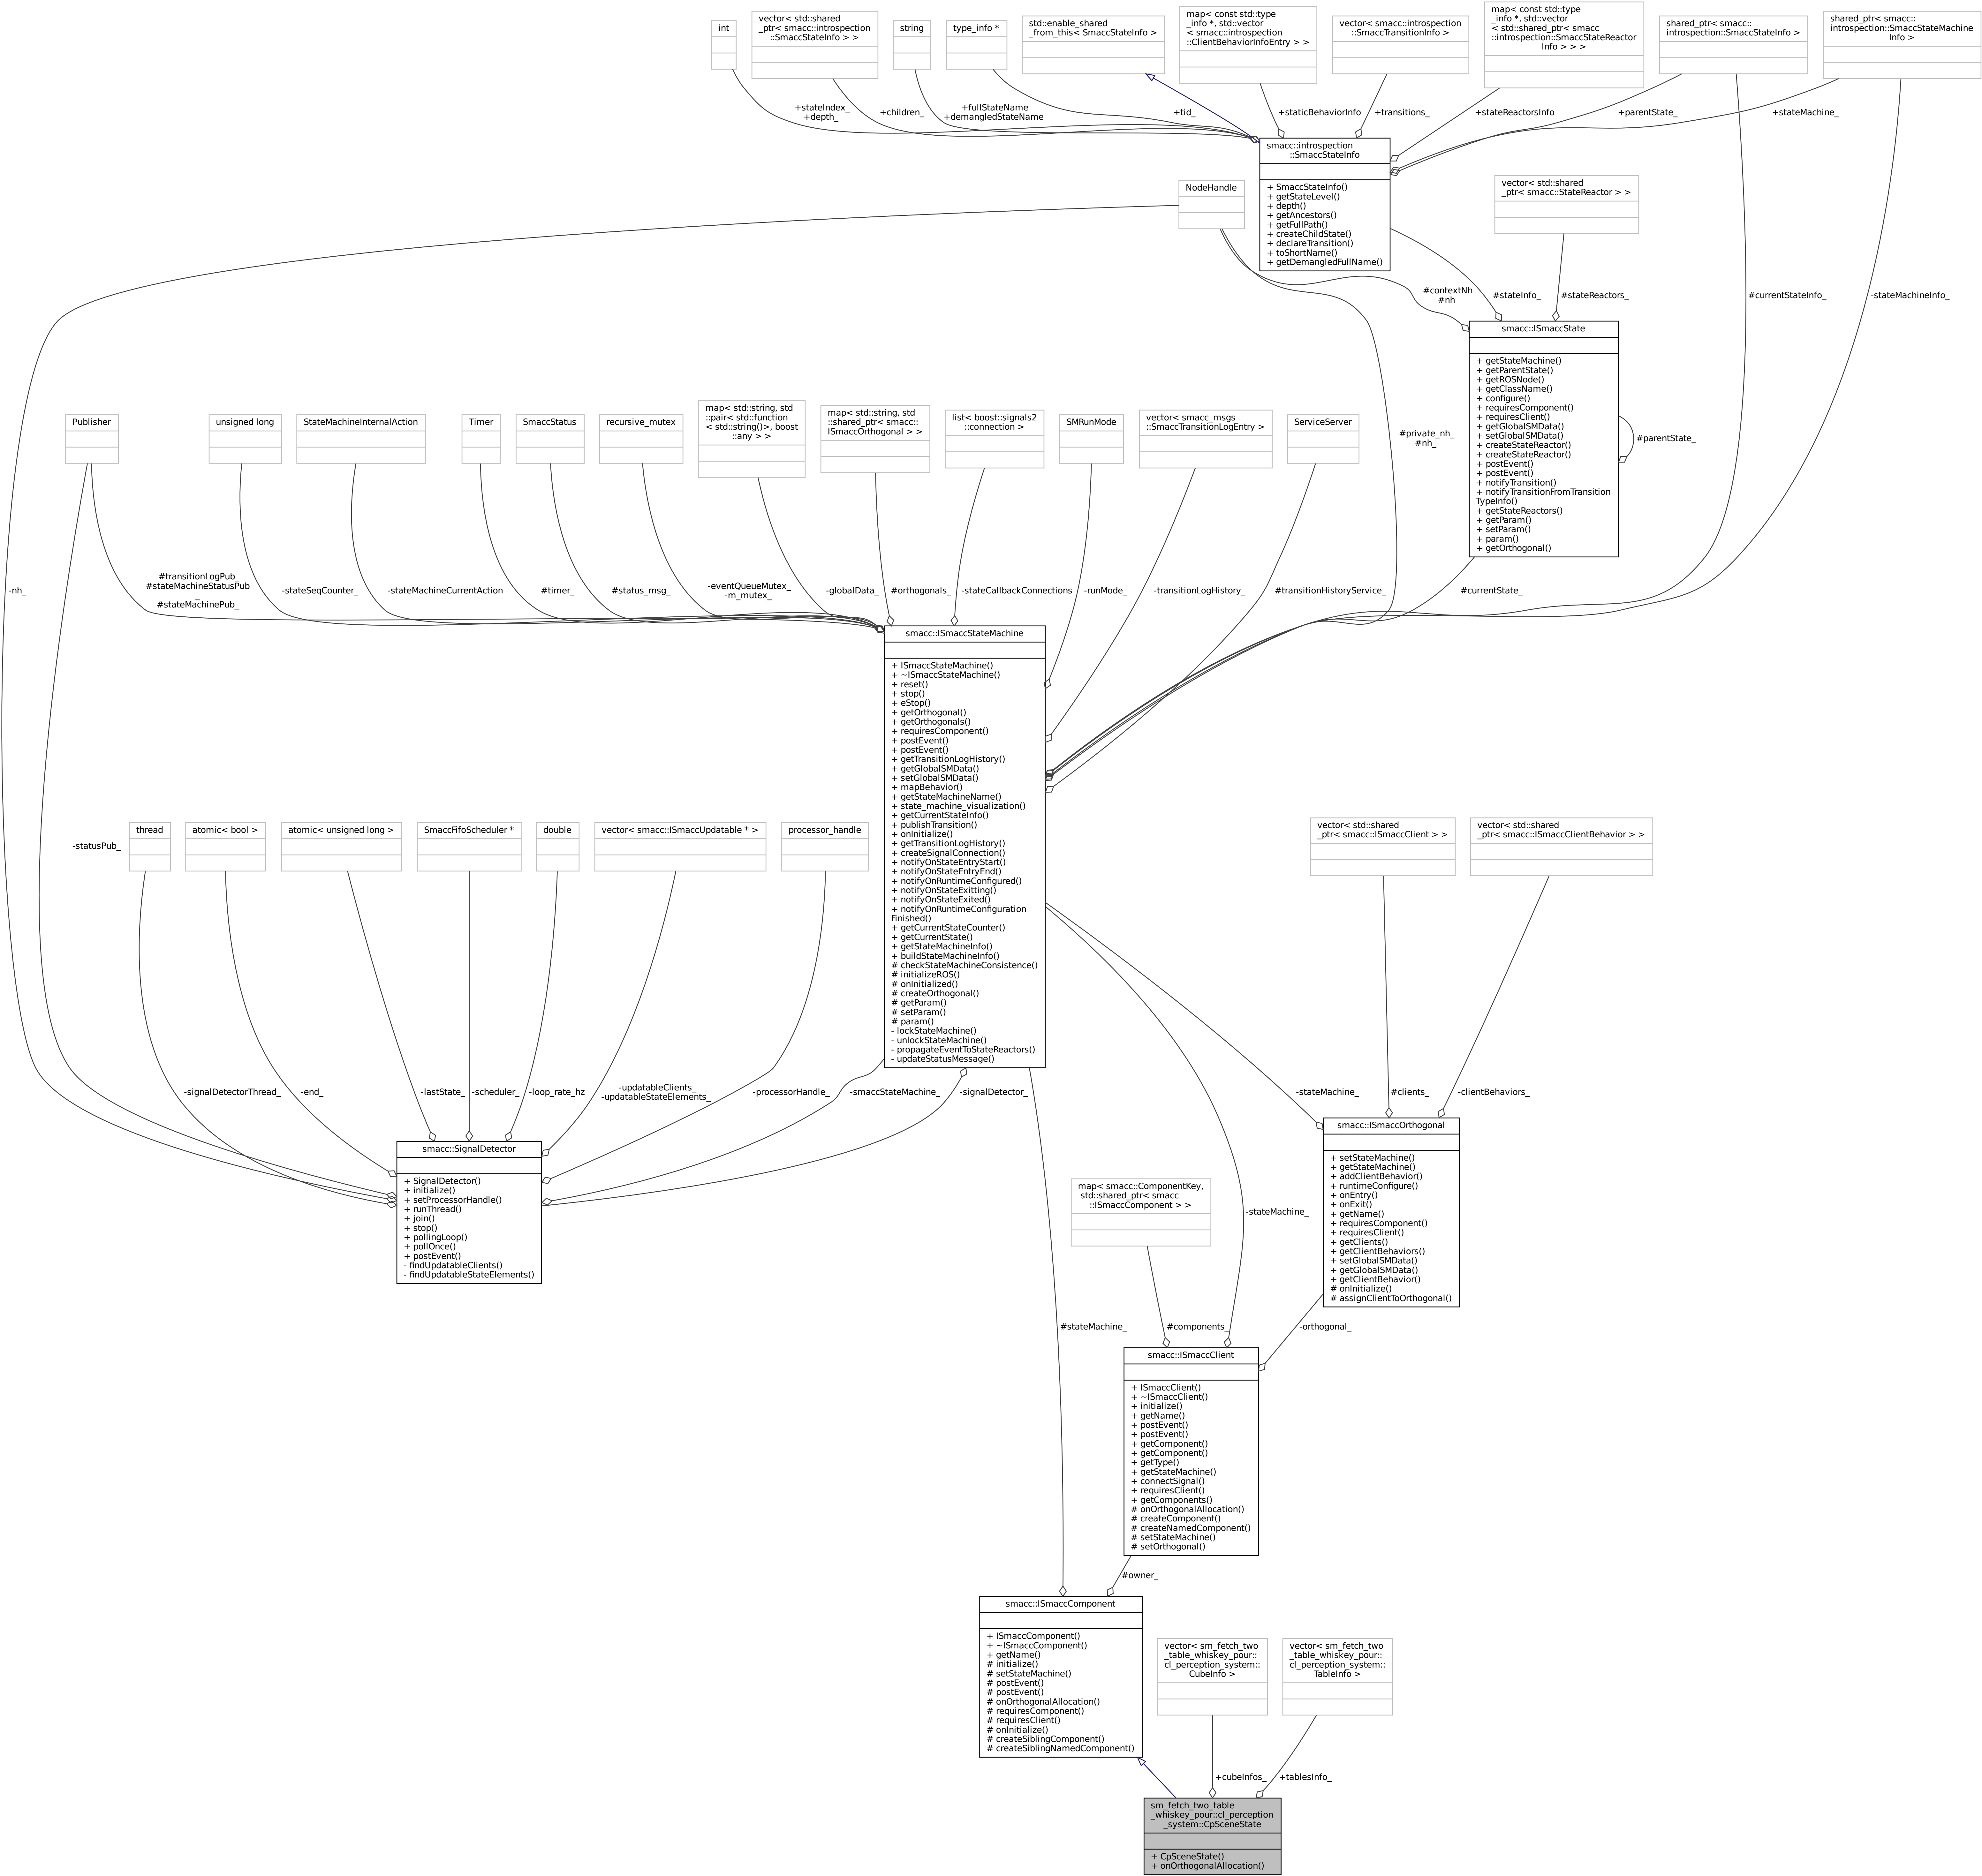 int
vector< std::shared
_ptr< smacc::introspection
::SmaccStateInfo > >
string
type_info *
std::enable_shared
_from_this< SmaccStateInfo >
map< const std::type
_info *, std::vector
< smacc::introspection
::ClientBehaviorInfoEntry > >
vector< smacc::introspection
::SmaccTransitionInfo >
map< const std::type
_info *, std::vector
< std::shared_ptr< smacc
::introspection::SmaccStateReactor
Info > > >
shared_ptr< smacc::
introspection::SmaccStateInfo >
shared_ptr< smacc::
introspection::SmaccStateMachine
Info >
+stateIndex_
+depth_
+children_
+fullStateName
+demangledStateName
+tid_
+staticBehaviorInfo
+transitions_
+stateReactorsInfo
+parentState_
+stateMachine_
smacc::introspection
::SmaccStateInfo
+ SmaccStateInfo()
+ getStateLevel()
+ depth()
+ getAncestors()
+ getFullPath()
+ createChildState()
+ declareTransition()
+ toShortName()
+ getDemangledFullName()
NodeHandle
vector< std::shared
_ptr< smacc::StateReactor > >
#contextNh
#nh
#stateInfo_
#stateReactors_
#currentStateInfo_
-stateMachineInfo_
smacc::ISmaccState
+ getStateMachine()
+ getParentState()
+ getROSNode()
+ getClassName()
+ configure()
+ requiresComponent()
+ requiresClient()
+ getGlobalSMData()
+ setGlobalSMData()
+ createStateReactor()
+ createStateReactor()
+ postEvent()
+ postEvent()
+ notifyTransition()
+ notifyTransitionFromTransition
TypeInfo()
+ getStateReactors()
+ getParam()
+ setParam()
+ param()
+ getOrthogonal()
#parentState_
Publisher
unsigned long
StateMachineInternalAction
Timer
SmaccStatus
recursive_mutex
map< std::string, std
::pair< std::function
< std::string()>, boost
::any > >
map< std::string, std
::shared_ptr< smacc::
ISmaccOrthogonal > >
list< boost::signals2
::connection >
SMRunMode
vector< smacc_msgs
::SmaccTransitionLogEntry >
ServiceServer
#private_nh_
#nh_
-nh_
#transitionLogPub_
#stateMachineStatusPub
_
#stateMachinePub_
-stateSeqCounter_
-stateMachineCurrentAction
#timer_
#status_msg_
-eventQueueMutex_
-m_mutex_
-globalData_
#orthogonals_
-stateCallbackConnections
-runMode_
-transitionLogHistory_
#transitionHistoryService_
#currentState_
smacc::ISmaccStateMachine
+ ISmaccStateMachine()
+ ~ISmaccStateMachine()
+ reset()
+ stop()
+ eStop()
+ getOrthogonal()
+ getOrthogonals()
+ requiresComponent()
+ postEvent()
+ postEvent()
+ getTransitionLogHistory()
+ getGlobalSMData()
+ setGlobalSMData()
+ mapBehavior()
+ getStateMachineName()
+ state_machine_visualization()
+ getCurrentStateInfo()
+ publishTransition()
+ onInitialize()
+ getTransitionLogHistory()
+ createSignalConnection()
+ notifyOnStateEntryStart()
+ notifyOnStateEntryEnd()
+ notifyOnRuntimeConfigured()
+ notifyOnStateExitting()
+ notifyOnStateExited()
+ notifyOnRuntimeConfiguration
Finished()
+ getCurrentStateCounter()
+ getCurrentState()
+ getStateMachineInfo()
+ buildStateMachineInfo()
# checkStateMachineConsistence()
# initializeROS()
# onInitialized()
# createOrthogonal()
# getParam()
# setParam()
# param()
- lockStateMachine()
- unlockStateMachine()
- propagateEventToStateReactors()
- updateStatusMessage()
-statusPub_
thread
atomic< bool >
atomic< unsigned long >
SmaccFifoScheduler *
double
vector< smacc::ISmaccUpdatable * >
processor_handle
vector< std::shared
_ptr< smacc::ISmaccClient > >
vector< std::shared
_ptr< smacc::ISmaccClientBehavior > >
-signalDetectorThread_
-end_
-lastState_
-scheduler_
-loop_rate_hz
-updatableClients_
-updatableStateElements_
-processorHandle_
-smaccStateMachine_
-signalDetector_
-stateMachine_
#clients_
-clientBehaviors_
smacc::SignalDetector
+ SignalDetector()
+ initialize()
+ setProcessorHandle()
+ runThread()
+ join()
+ stop()
+ pollingLoop()
+ pollOnce()
+ postEvent()
- findUpdatableClients()
- findUpdatableStateElements()
smacc::ISmaccOrthogonal
+ setStateMachine()
+ getStateMachine()
+ addClientBehavior()
+ runtimeConfigure()
+ onEntry()
+ onExit()
+ getName()
+ requiresComponent()
+ requiresClient()
+ getClients()
+ getClientBehaviors()
+ setGlobalSMData()
+ getGlobalSMData()
+ getClientBehavior()
# onInitialize()
# assignClientToOrthogonal()
map< smacc::ComponentKey,
std::shared_ptr< smacc
::ISmaccComponent > >
-stateMachine_
#stateMachine_
#components_
-orthogonal_
smacc::ISmaccClient
+ ISmaccClient()
+ ~ISmaccClient()
+ initialize()
+ getName()
+ postEvent()
+ postEvent()
+ getComponent()
+ getComponent()
+ getType()
+ getStateMachine()
+ connectSignal()
+ requiresClient()
+ getComponents()
# onOrthogonalAllocation()
# createComponent()
# createNamedComponent()
# setStateMachine()
# setOrthogonal()
#owner_
smacc::ISmaccComponent
+ ISmaccComponent()
+ ~ISmaccComponent()
+ getName()
# initialize()
# setStateMachine()
# postEvent()
# postEvent()
# onOrthogonalAllocation()
# requiresComponent()
# requiresClient()
# onInitialize()
# createSiblingComponent()
# createSiblingNamedComponent()
vector< sm_fetch_two
_table_whiskey_pour::
cl_perception_system::
CubeInfo >
vector< sm_fetch_two
_table_whiskey_pour::
cl_perception_system::
TableInfo >
+cubeInfos_
+tablesInfo_
sm_fetch_two_table
_whiskey_pour::cl_perception
_system::CpSceneState
+ CpSceneState()
+ onOrthogonalAllocation()